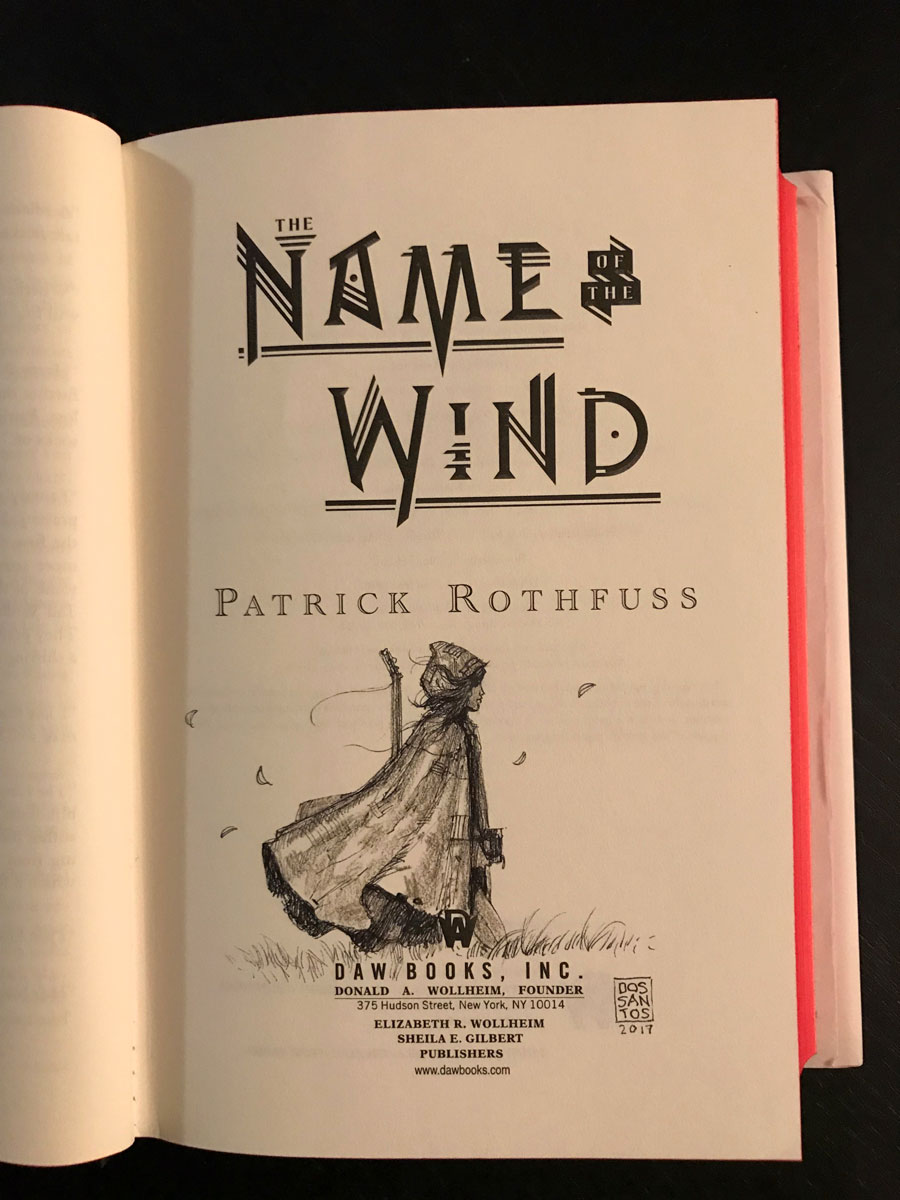 THE
NAME OF THE
WIND
PATRICK ROTHFUSS
DAW
DAW BOOKS, INC.
DONALD A. WOLLHEIM, FOUNDER
375 Hudson Street, New York, NY 10014
ELIZABETH R. WOLLHEIM
SHEILA E. GILBERT
PUBLISHERS
www.dawbooks.com
DOS
SAN
TOS
2017